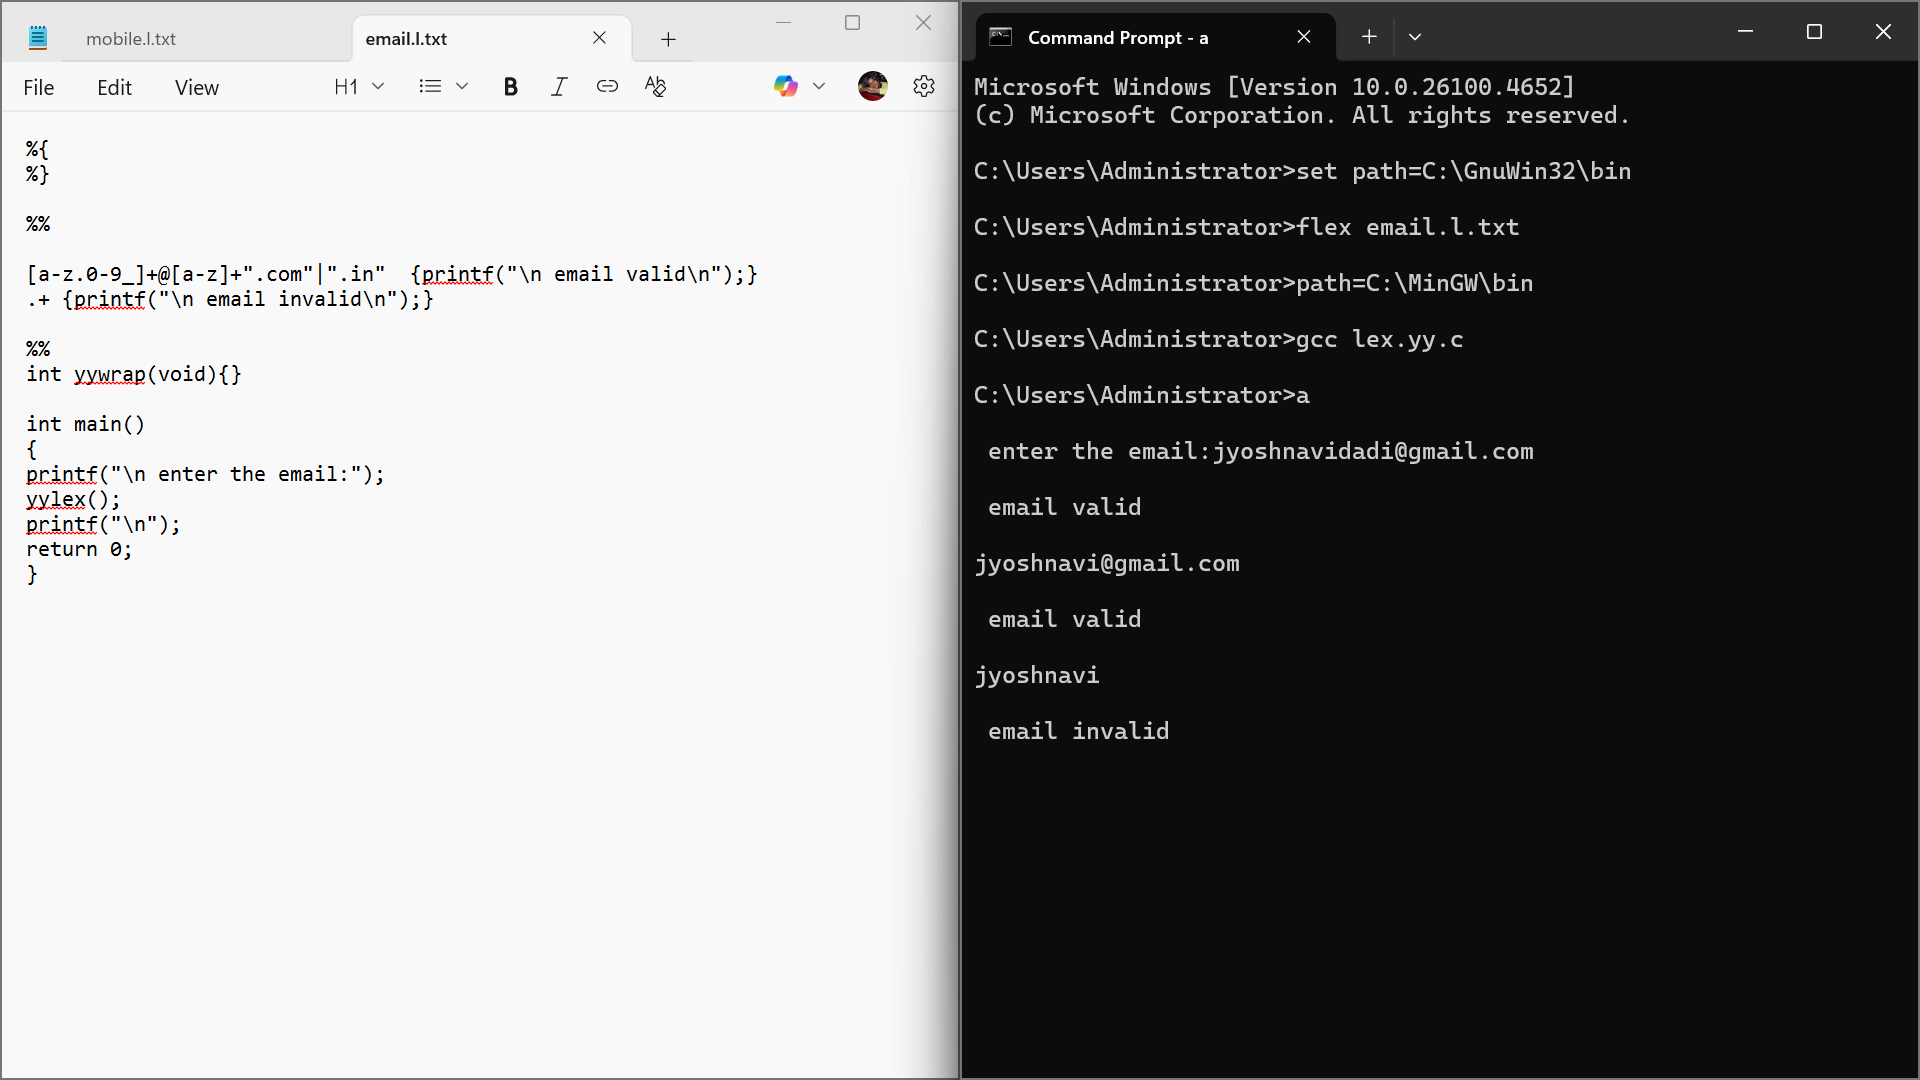 mobile.l.txt
email.l.txt
File Edit View H1 B I
%{
%}
%%
[a-z.0-9_]+@[a-z]+".com"|".in"  {printf("\n email valid\n");}
.+ {printf("\n email invalid\n");}
%%
int yywrap(void){}
int main()
{
printf("\n enter the email:");
yylex();
printf("\n");
return 0;
}
Command Prompt - a
Microsoft Windows [Version 10.0.26100.4652]
(c) Microsoft Corporation. All rights reserved.
C:\Users\Administrator>set path=C:\GnuWin32\bin
C:\Users\Administrator>flex email.l.txt
C:\Users\Administrator>path=C:\MinGW\bin
C:\Users\Administrator>gcc lex.yy.c
C:\Users\Administrator>a
enter the email:jyoshnavidadi@gmail.com
email valid
jyoshnavi@gmail.com
email valid
jyoshnavi
email invalid